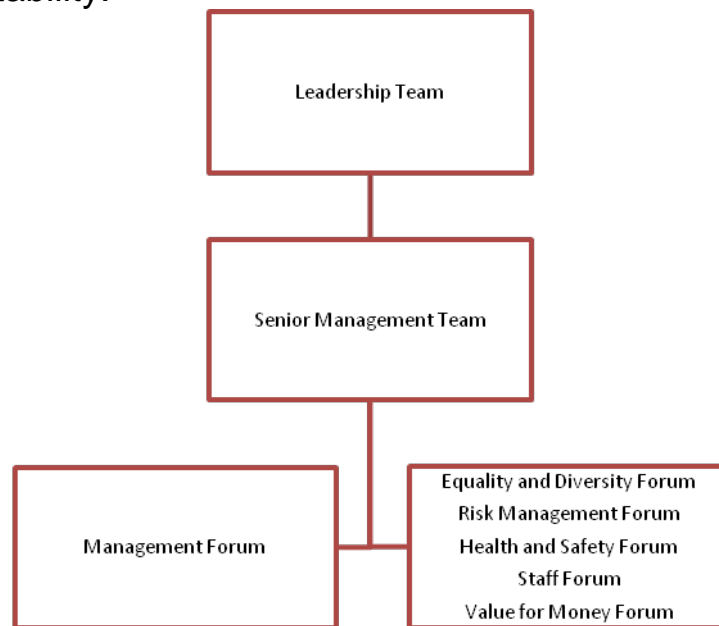 Leadership Team
Senior Management Team
Management Forum
Equality and Diversity Forum
Risk Management Forum
Health and Safety Forum
Staff Forum
Value for Money Forum